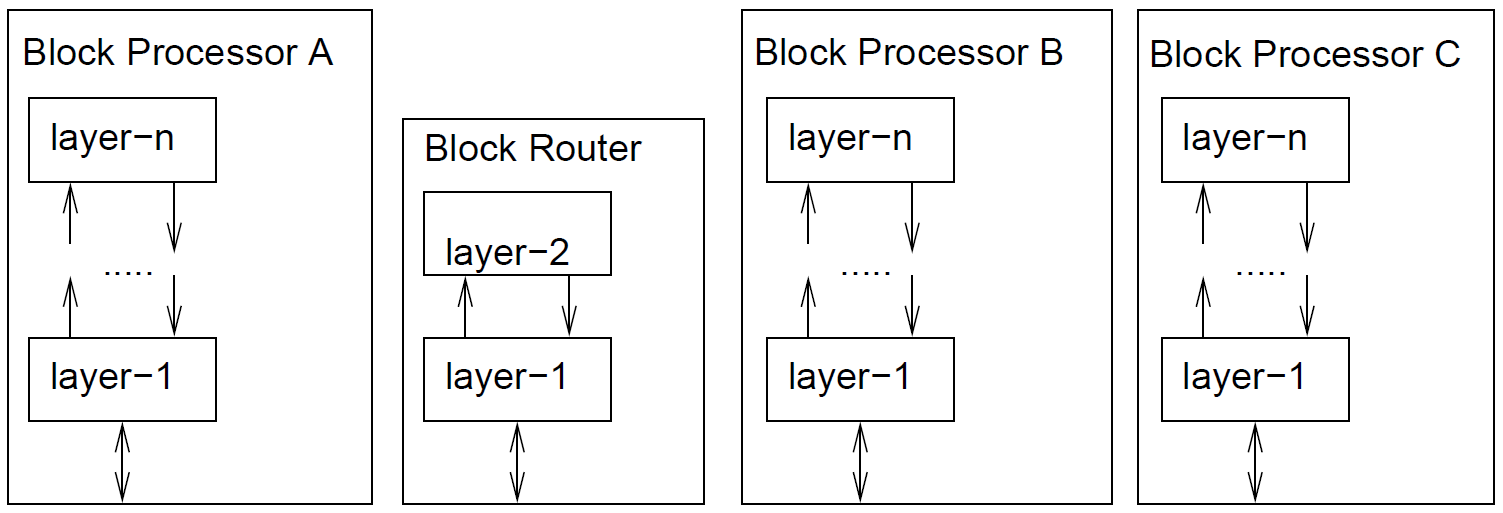 Block Processor A
layer−n
.....
layer−1
Block Router
layer−2
layer−1
Block Processor B
layer−n
.....
layer−1
Block Processor C
layer−n
.....
layer−1